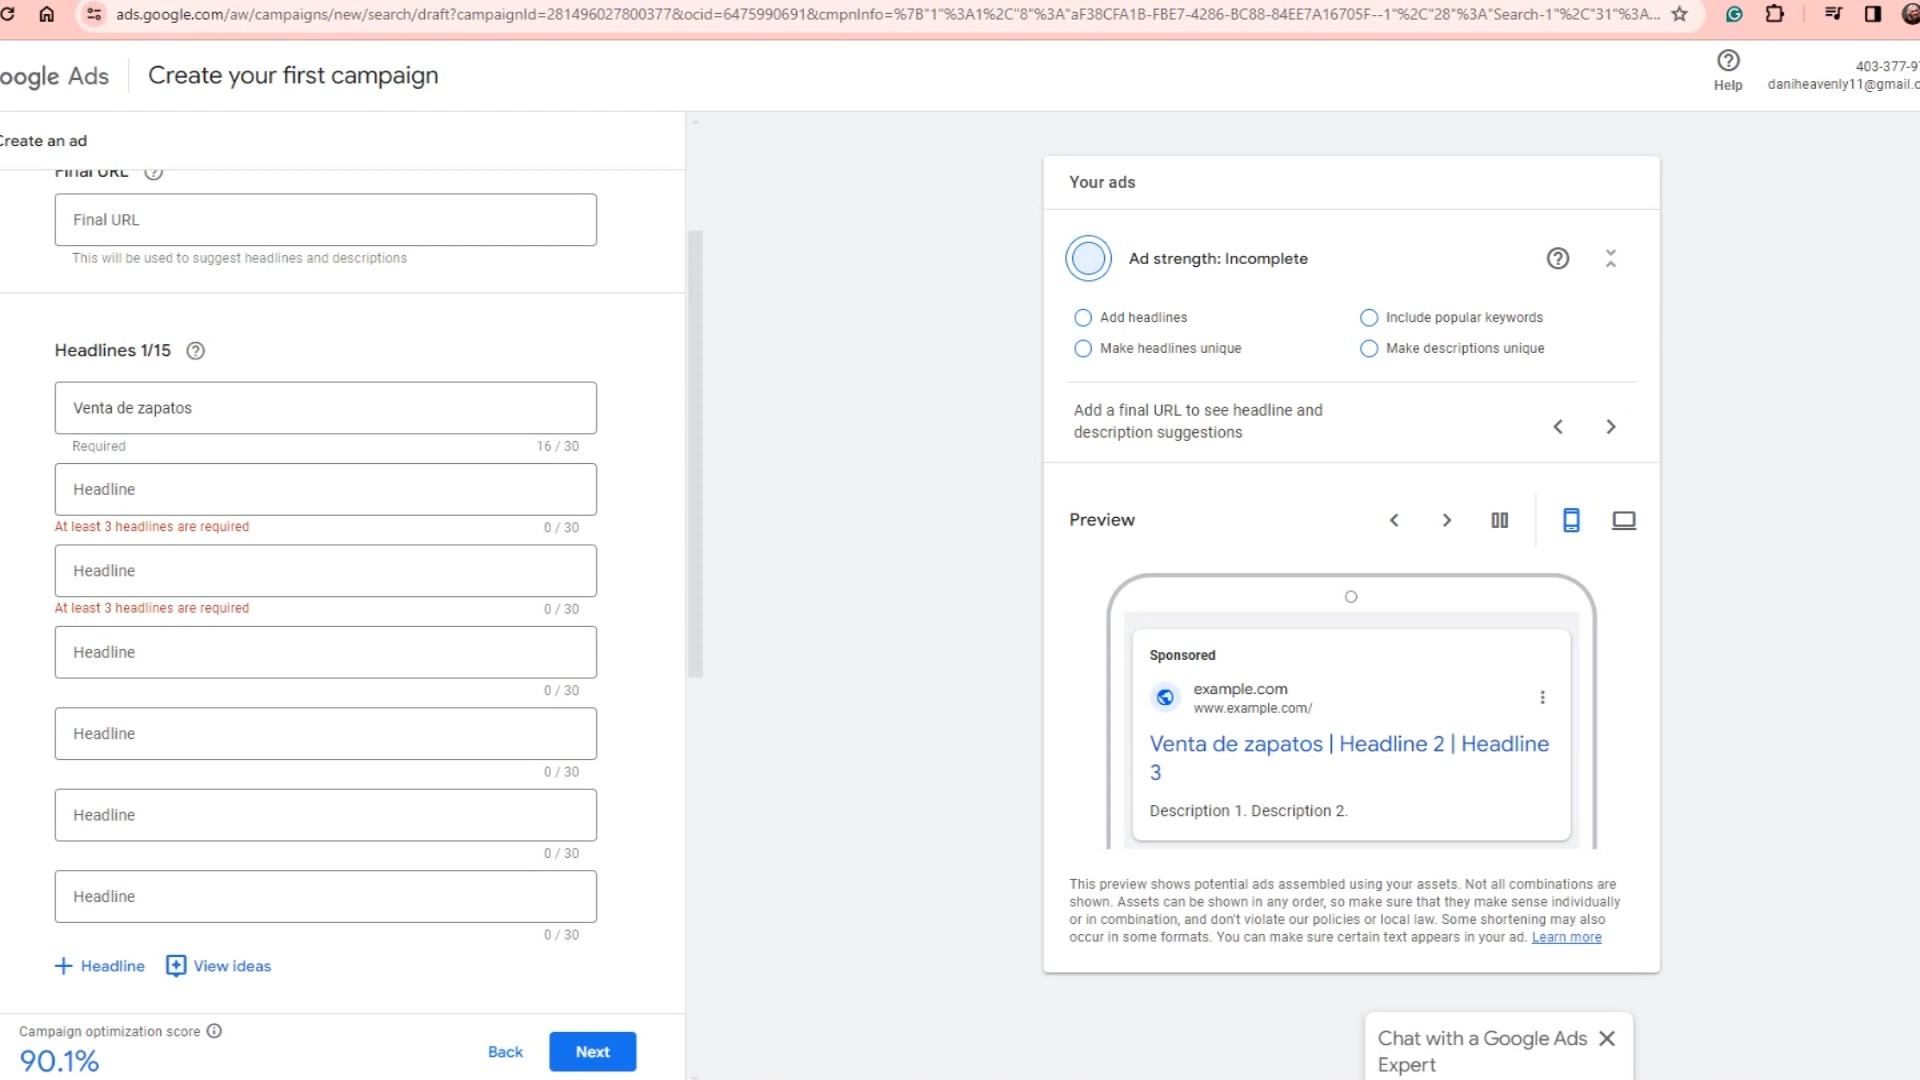 ads.google.com/aw/campaigns/new/search/draft?campaignId=281496027800377&ocid=6475990691&cmpnInfo=%7B"1"%3A1%2C"8"%3A"aF38CFA1B-FBE7-4286-BC88-84EE7A16705F--1"%2C"28"%3A"Search-1"%2C"31"%3A...
oogle Ads
Create your first campaign
Help
403-377-9
daniheavenly11@gmail.c
Create an ad
Final URL
Final URL
This will be used to suggest headlines and descriptions
Headlines 1/15
Venta de zapatos
Required
16 / 30
Headline
At least 3 headlines are required
0 / 30
Headline
At least 3 headlines are required
0 / 30
Headline
0 / 30
Headline
0 / 30
Headline
0 / 30
Headline
0 / 30
+ Headline
View ideas
Campaign optimization score
90.1%
Back
Next
Your ads
Ad strength: Incomplete
Add headlines
Include popular keywords
Make headlines unique
Make descriptions unique
Add a final URL to see headline and
description suggestions
Preview
Sponsored
example.com
www.example.com/
Venta de zapatos | Headline 2 | Headline
3
Description 1. Description 2.
This preview shows potential ads assembled using your assets. Not all combinations are
shown. Assets can be shown in any order, so make sure that they make sense individually
or in combination, and don't violate our policies or local law. Some shortening may also
occur in some formats. You can make sure certain text appears in your ad. Learn more
Chat with a Google Ads
Expert